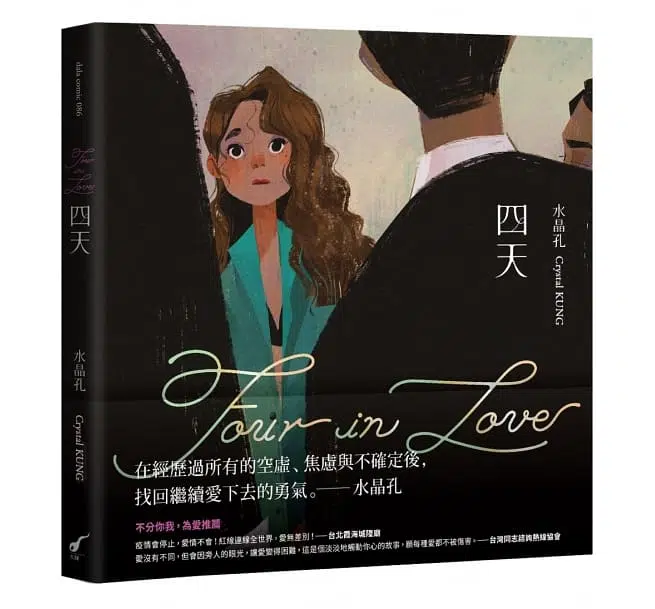 dala comic 086
Four
in
Love
四天
水晶孔
Crystal KUNG
大辣
四天
水晶孔 Crystal KUNG
Four in Love
在經歷過所有的空虛、焦慮與不確定後，
找回繼續愛下去的勇氣。——水晶孔
不分你我，為愛推薦
疫情會停止，愛情不會！紅線連線全世界，愛無差別！——台北霞海城隍廟
愛沒有不同，但會因旁人的眼光，讓愛變得困難，這是個淡淡地觸動你心的故事，願每種愛都不被傷害。——台灣同志諮詢熱線協會